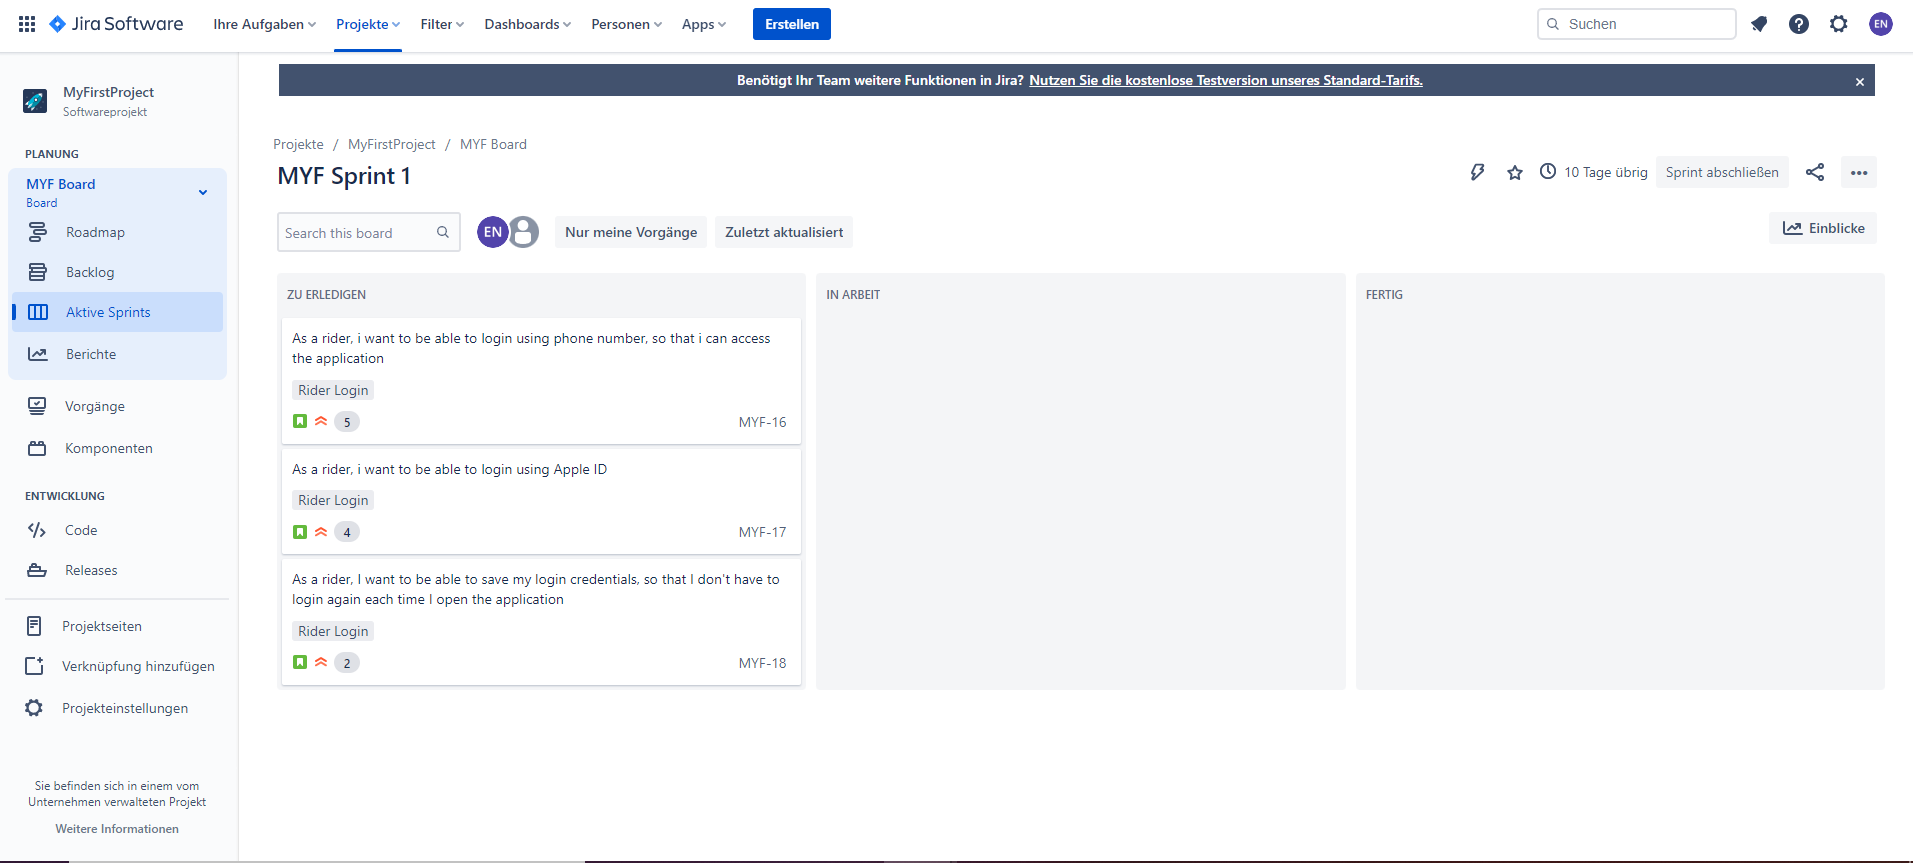 Jira Software
Ihre Aufgaben
Projekte
Filter
Dashboards
Personen
Apps
Erstellen
Suchen
EN
MyFirstProject
Softwareprojekt
PLANUNG
MYF Board
Board
Roadmap
Backlog
Aktive Sprints
Berichte
Vorgänge
Komponenten
ENTWICKLUNG
Code
Releases
Projektseiten
Verknüpfung hinzufügen
Projekteinstellungen
Sie befinden sich in einem vom
Unternehmen verwalteten Projekt
Weitere Informationen
Benötigt Ihr Team weitere Funktionen in Jira? Nutzen Sie die kostenlose Testversion unseres Standard-Tarifs.
Projekte / MyFirstProject / MYF Board
MYF Sprint 1
10 Tage übrig
Sprint abschließen
Search this board
EN
Nur meine Vorgänge
Zuletzt aktualisiert
Einblicke
ZU ERLEDIGEN
As a rider, i want to be able to login using phone number, so that i can access
the application
Rider Login
5
MYF-16
As a rider, i want to be able to login using Apple ID
Rider Login
4
MYF-17
As a rider, I want to be able to save my login credentials, so that I don't have to
login again each time I open the application
Rider Login
2
MYF-18
IN ARBEIT
FERTIG